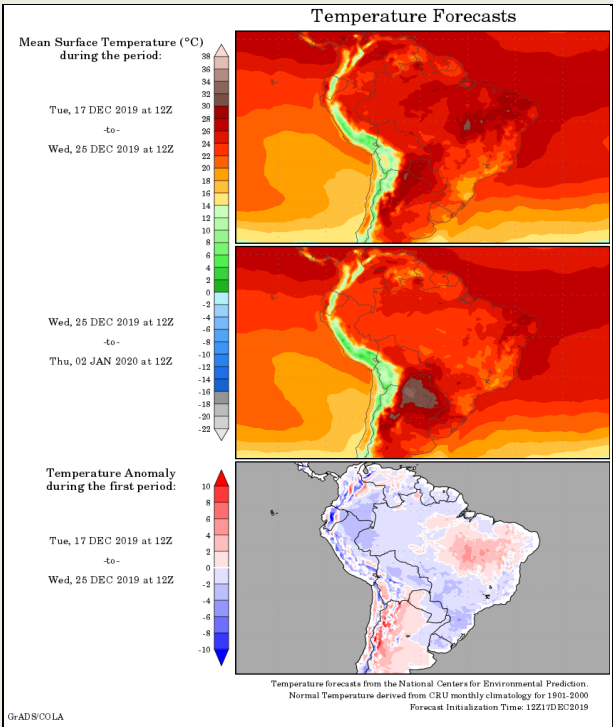 Temperature Forecasts
Mean Surface Temperature (°C)
during the period:
Tue, 17 DEC 2019 at 12Z
-to-
Wed, 25 DEC 2019 at 12Z
38
36
34
32
30
28
26
24
22
20
18
16
14
12
10
8
6
4
2
0
-2
-4
-6
-8
-10
-12
-14
-16
-18
-20
-22
Wed, 25 DEC 2019 at 12Z
-to-
Thu, 02 JAN 2020 at 12Z
Temperature Anomaly
during the first period:
Tue, 17 DEC 2019 at 12Z
-to-
Wed, 25 DEC 2019 at 12Z
10
8
6
4
2
0
-2
-4
-6
-8
-10
Temperature forecasts from the National Centers for Environmental Prediction.
Normal Temperature derived from CRU monthly climatology for 1901-2000
Forecast Initialization Time: 12Z17DEC2019
GrADS/COLA